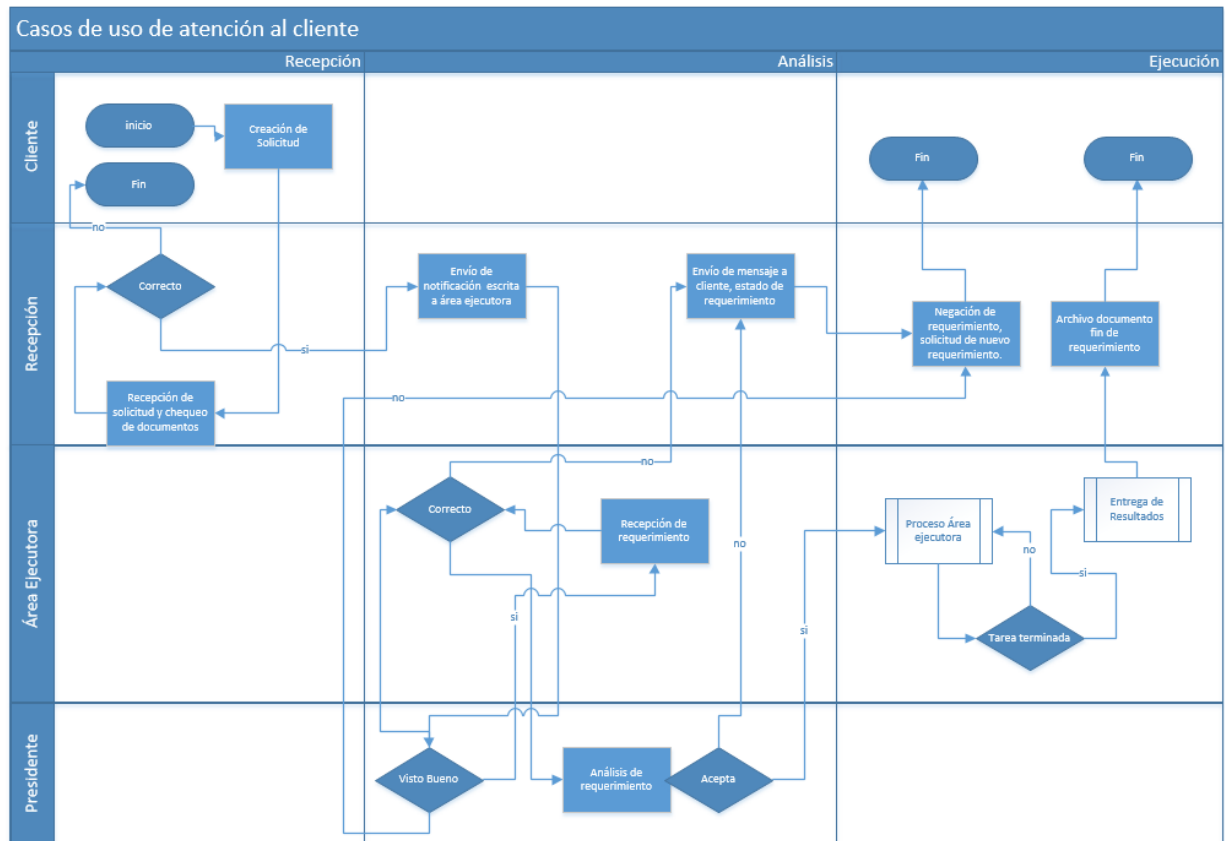 Casos de uso de atención al cliente
Recepción
Análisis
Ejecución
Cliente
inicio
Creación de
Solicitud
Fin
Fin
Fin
no
Recepción
Correcto
Envío de
notificación escrita
a área ejecutora
Envío de mensaje a
cliente, estado de
requerimiento
Negación de
requerimiento,
solicitud de nuevo
requerimiento.
Archivo documento
fin de
requerimiento
si
Recepción de
solicitud y chequeo
de documentos
no
Área Ejecutora
no
Correcto
Recepción de
requerimiento
no
si
si
Proceso Área
ejecutora
no
Entrega de
Resultados
si
Tarea terminada
Presidente
Visto Bueno
Análisis de
requerimiento
Acepta